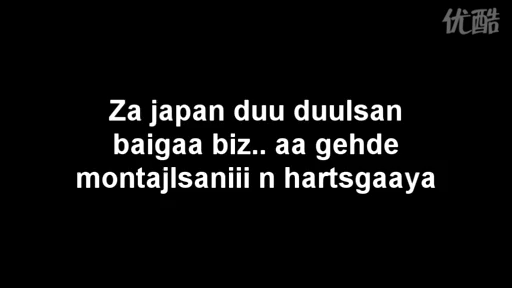 优酷
Za japan duu duulsan
baigaa biz.. aa gehde
montajlsaniii n hartsgaaya